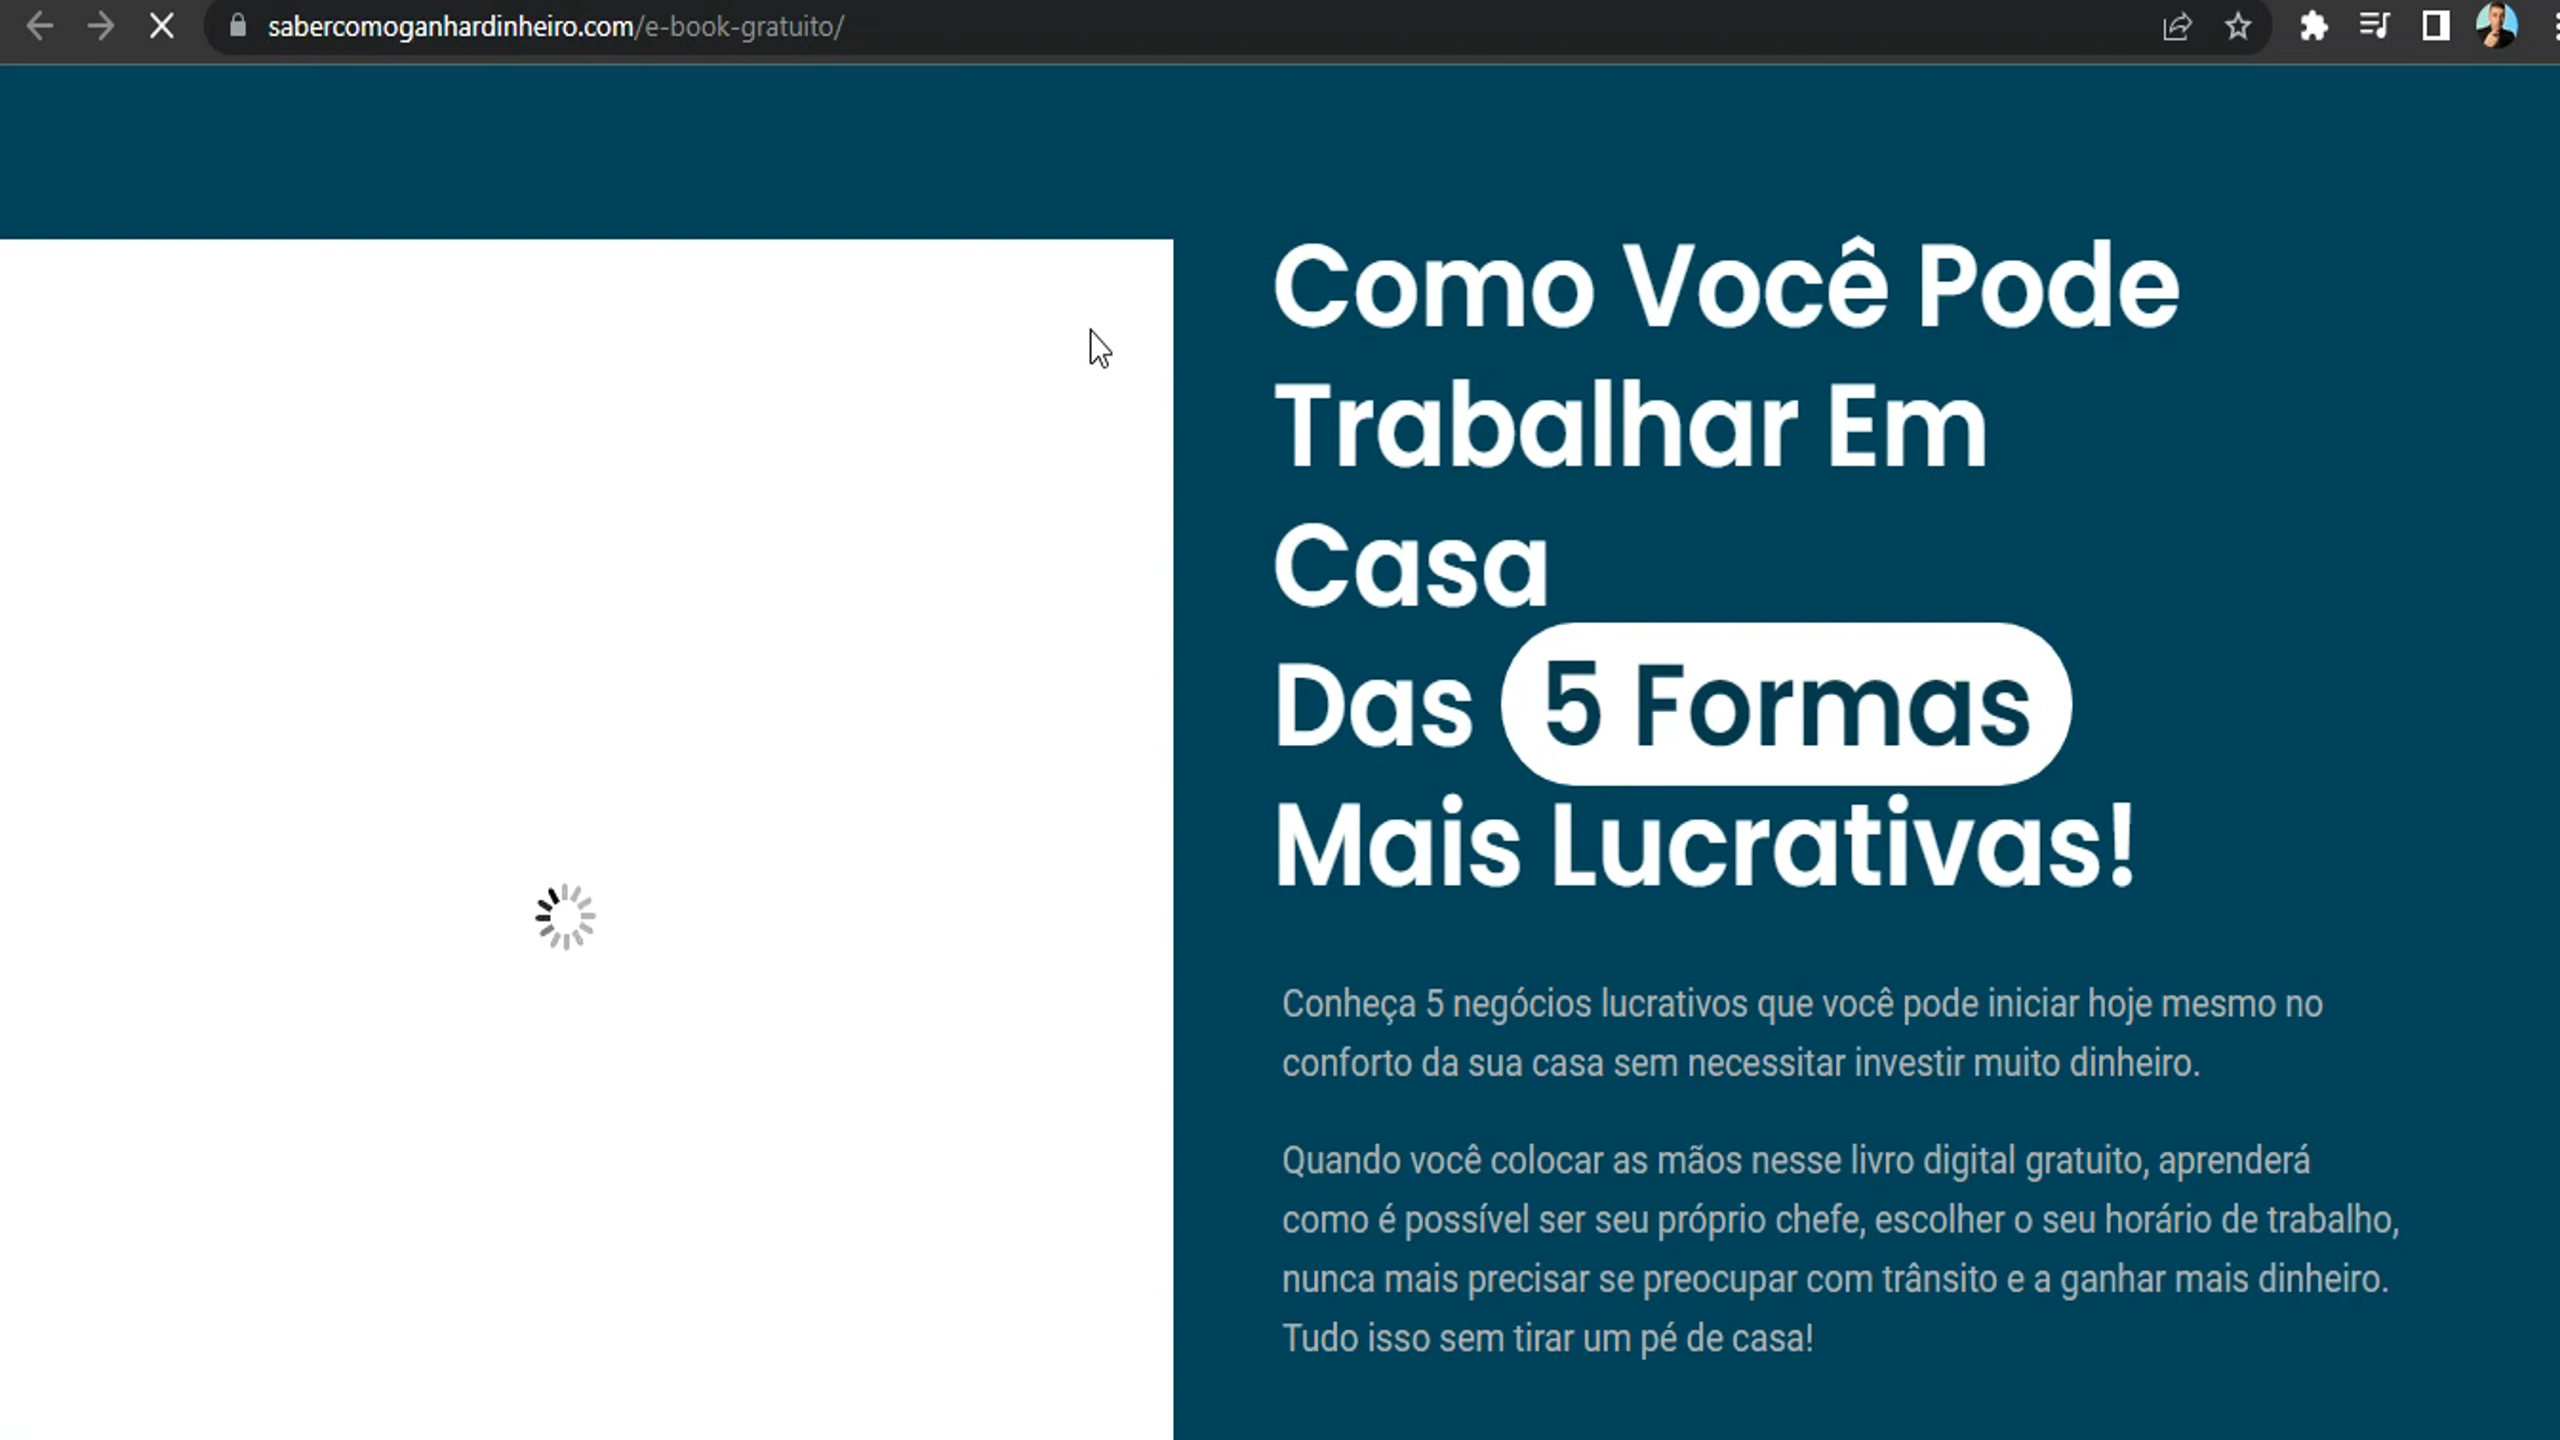 sabercomoganhardinheiro.com/e-book-gratuito/
Como Você Pode
Trabalhar Em
Casa
Das 5 Formas
Mais Lucrativas!
Conheça 5 negócios lucrativos que você pode iniciar hoje mesmo no
conforto da sua casa sem necessitar investir muito dinheiro.
Quando você colocar as mãos nesse livro digital gratuito, aprenderá
como é possível ser seu próprio chefe, escolher o seu horário de trabalho,
nunca mais precisar se preocupar com trânsito e a ganhar mais dinheiro.
Tudo isso sem tirar um pé de casa!